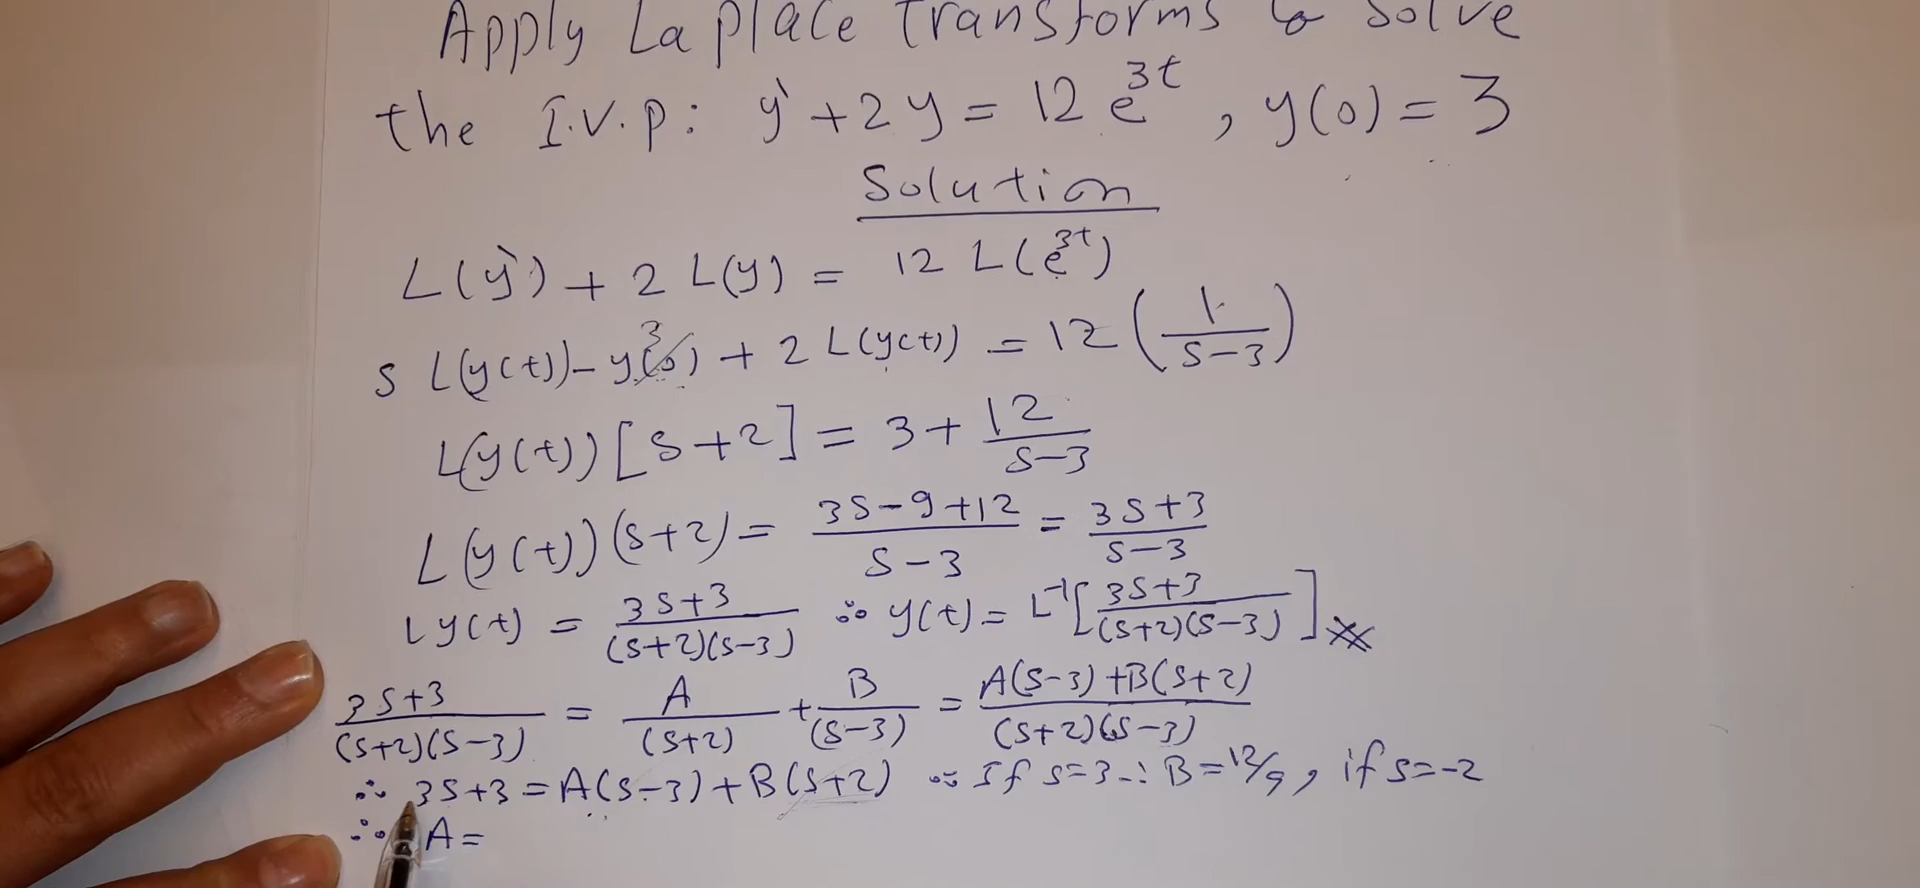 Apply Laplace Transforms to Solve
the I.V.P: y' + 2y = 12 e^{3t} , y(0) = 3
Solution
L(y') + 2 L(y) = 12 L(e^{3t})
S L(y(t)) - y(0) 3 + 2 L(y(t)) = 12 (1/(S-3))
L(y(t)) [S+2] = 3 + 12/(S-3)
L(y(t)) (S+2) = (3S-9+12)/(S-3) = (3S+3)/(S-3)
L y(t) = (3S+3)/((S+2)(S-3)) ∴ y(t) = L^{-1}[(3S+3)/((S+2)(S-3))]
(3S+3)/((S+2)(S-3)) = A/(S+2) + B/(S-3) = (A(S-3)+B(S+2))/((S+2)(S-3))
∴ 3S+3 = A(S-3) + B(S+2) ∵ If S=3 ∴ B = 12/9, if S=-2
∴ A =